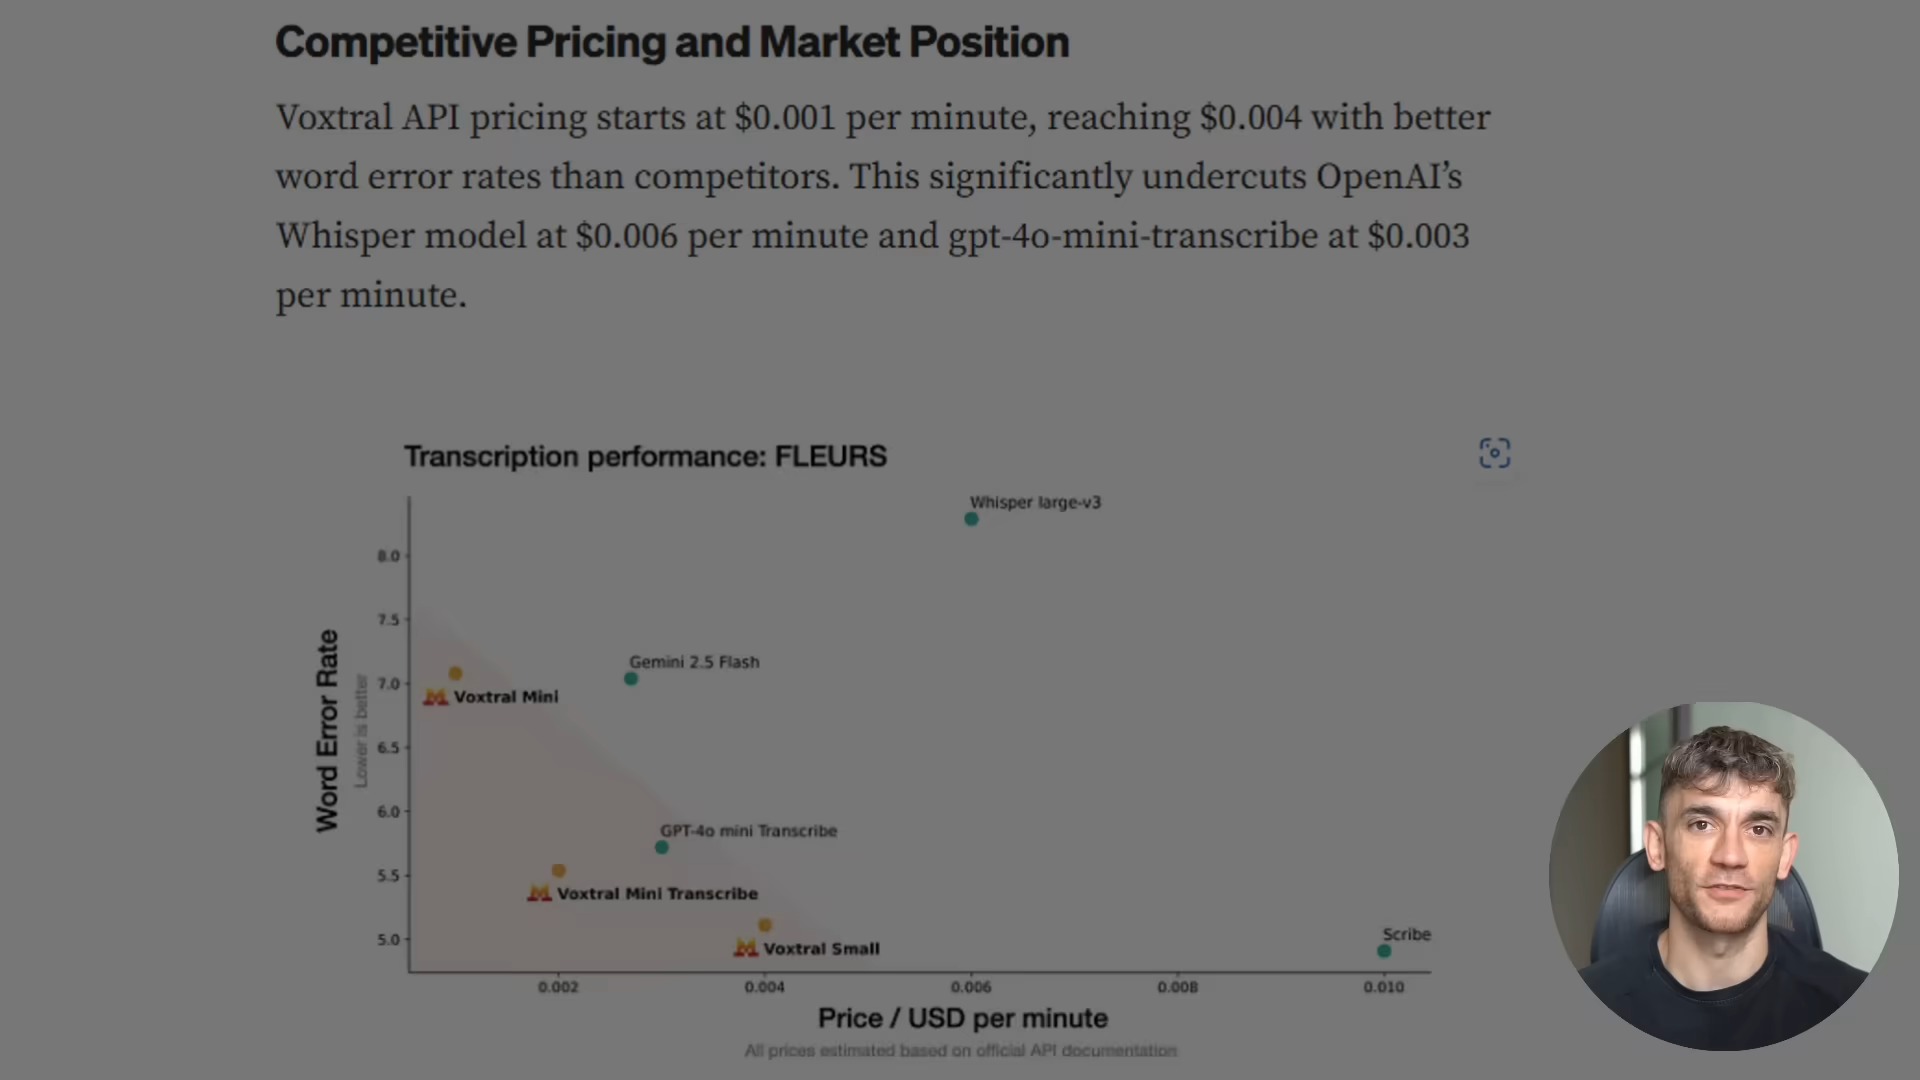 Competitive Pricing and Market Position
Voxtral API pricing starts at $0.001 per minute, reaching $0.004 with better
word error rates than competitors. This significantly undercuts OpenAI’s
Whisper model at $0.006 per minute and gpt-4o-mini-transcribe at $0.003
per minute.
Transcription performance: FLEURS
Whisper large-v3
8.0
7.5
Gemini 2.5 Flash
7.0
Voxtral Mini
Word Error Rate
Lower is better
6.5
6.0
GPT-4o mini Transcribe
5.5
Voxtral Mini Transcribe
5.0
Voxtral Small
Scribe
0.002 0.004 0.006 0.008 0.010
Price / USD per minute
All prices estimated based on official API documentation